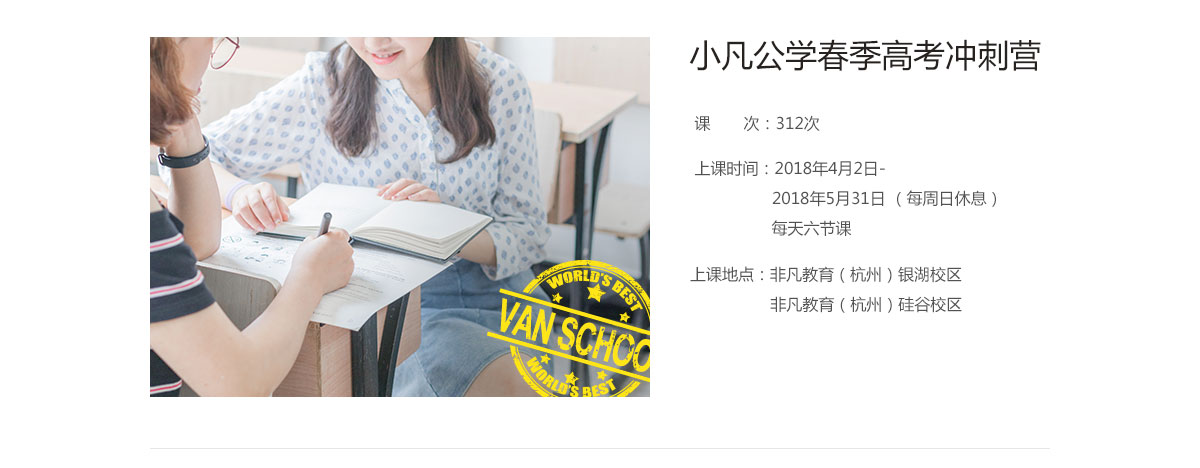 小凡公学春季高考冲刺营
课 次：312次
上课时间：2018年4月2日-
2018年5月31日（每周日休息）
每天六节课
上课地点：非凡教育（杭州）银湖校区
非凡教育（杭州）硅谷校区
WORLD'S BEST
VAN SCHOO
WORLD'S BEST